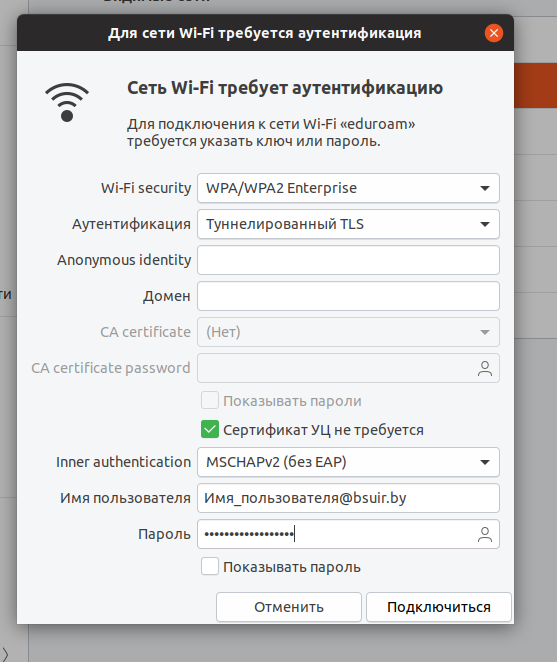 Для сети Wi-Fi требуется аутентификация
Сеть Wi-Fi требует аутентификацию
Для подключения к сети Wi-Fi «eduroam»
требуется указать ключ или пароль.
Wi-Fi security WPA/WPA2 Enterprise
Аутентификация Туннелированный TLS
Anonymous identity
Домен
CA certificate (Нет)
CA certificate password
Показывать пароли
Сертификат УЦ не требуется
Inner authentication MSCHAPv2 (без EAP)
Имя пользователя Имя_пользователя@bsuir.by
Пароль ••••••••••••••••••
Показывать пароль
Отменить Подключиться